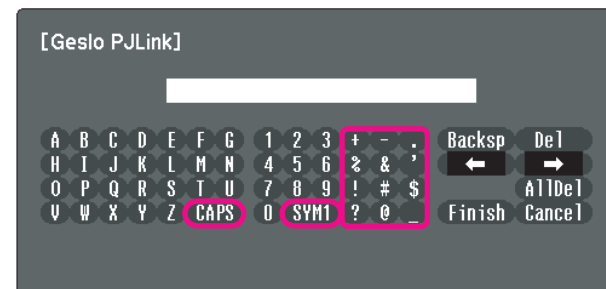 [Geslo PJLink]
A B C D E F G 1 2 3 + - . Backsp Del
H I J K L M N 4 5 6 % & ' ← →
O P Q R S T U 7 8 9 ! # $ AllDel
V W X Y Z CAPS 0 SYM1 ? @ _ Finish Cancel